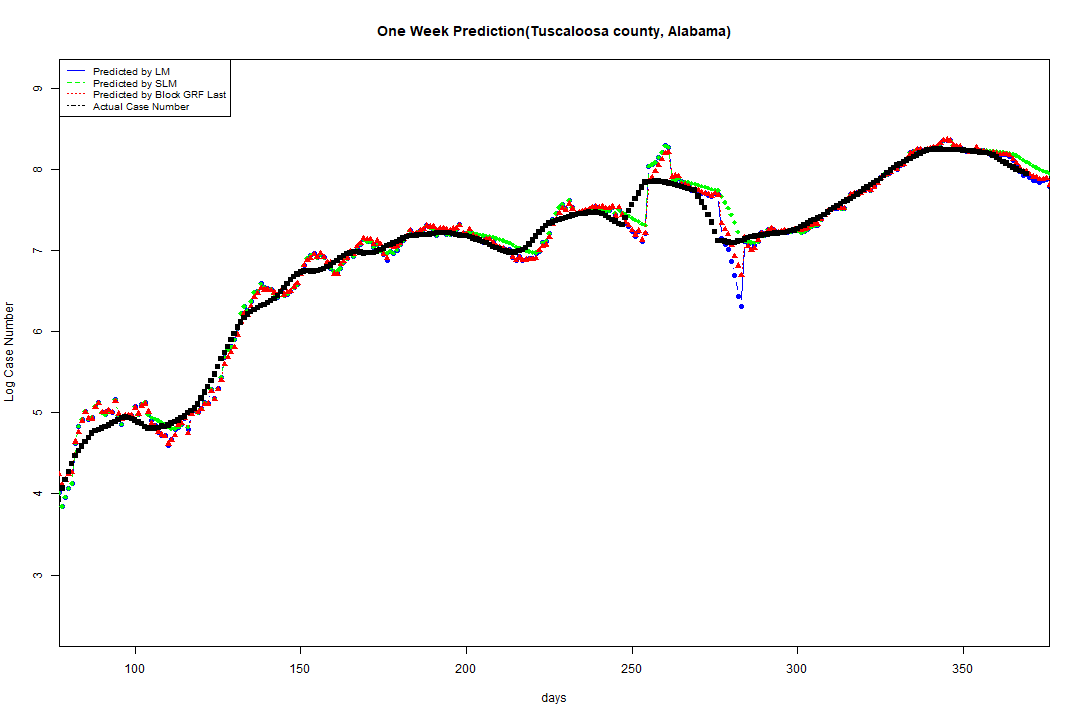 One Week Prediction(Tuscaloosa county, Alabama)
Predicted by LM
Predicted by SLM
Predicted by Block GRF Last
Actual Case Number
9
8
7
6
5
4
3
Log Case Number
100 150 200 250 300 350
days